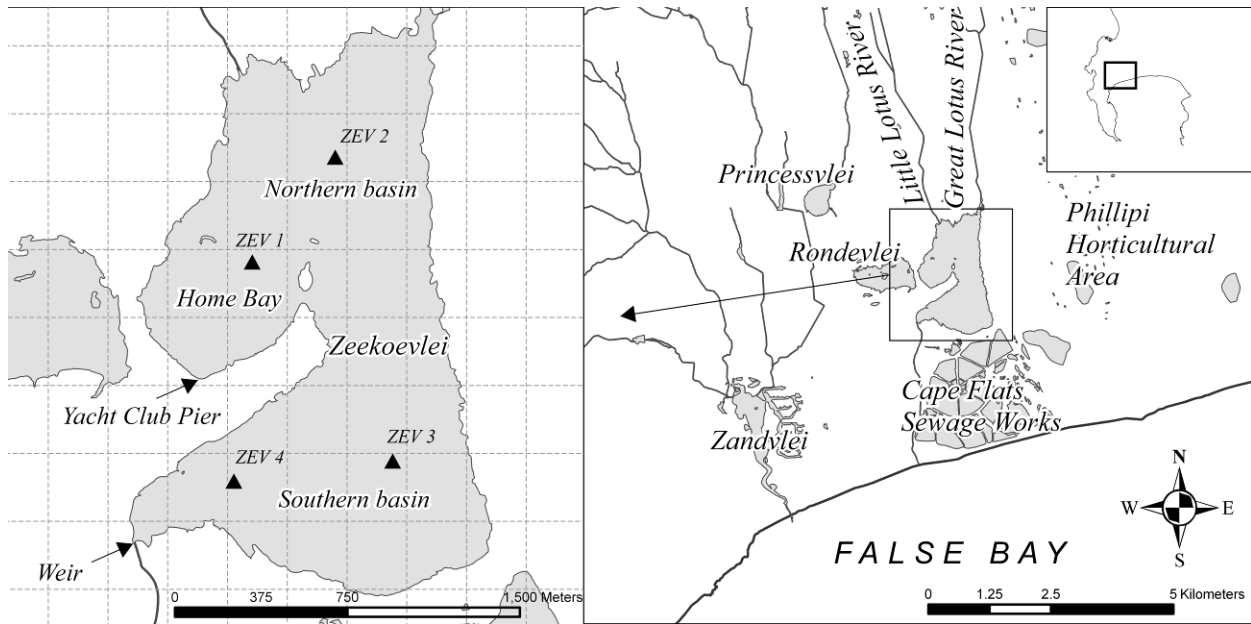 ZEV 2
Northern basin
ZEV 1
Home Bay
Zeekoevlei
Yacht Club Pier
ZEV 3
ZEV 4
Southern basin
Weir
0 375 750 1,500 Meters
Little Lotus River
Great Lotus River
Princessvlei
Rondevlei
Phillipi
Horticultural
Area
Cape Flats
Sewage Works
Zandvlei
N
W E
S
FALSE BAY
0 1.25 2.5 5 Kilometers